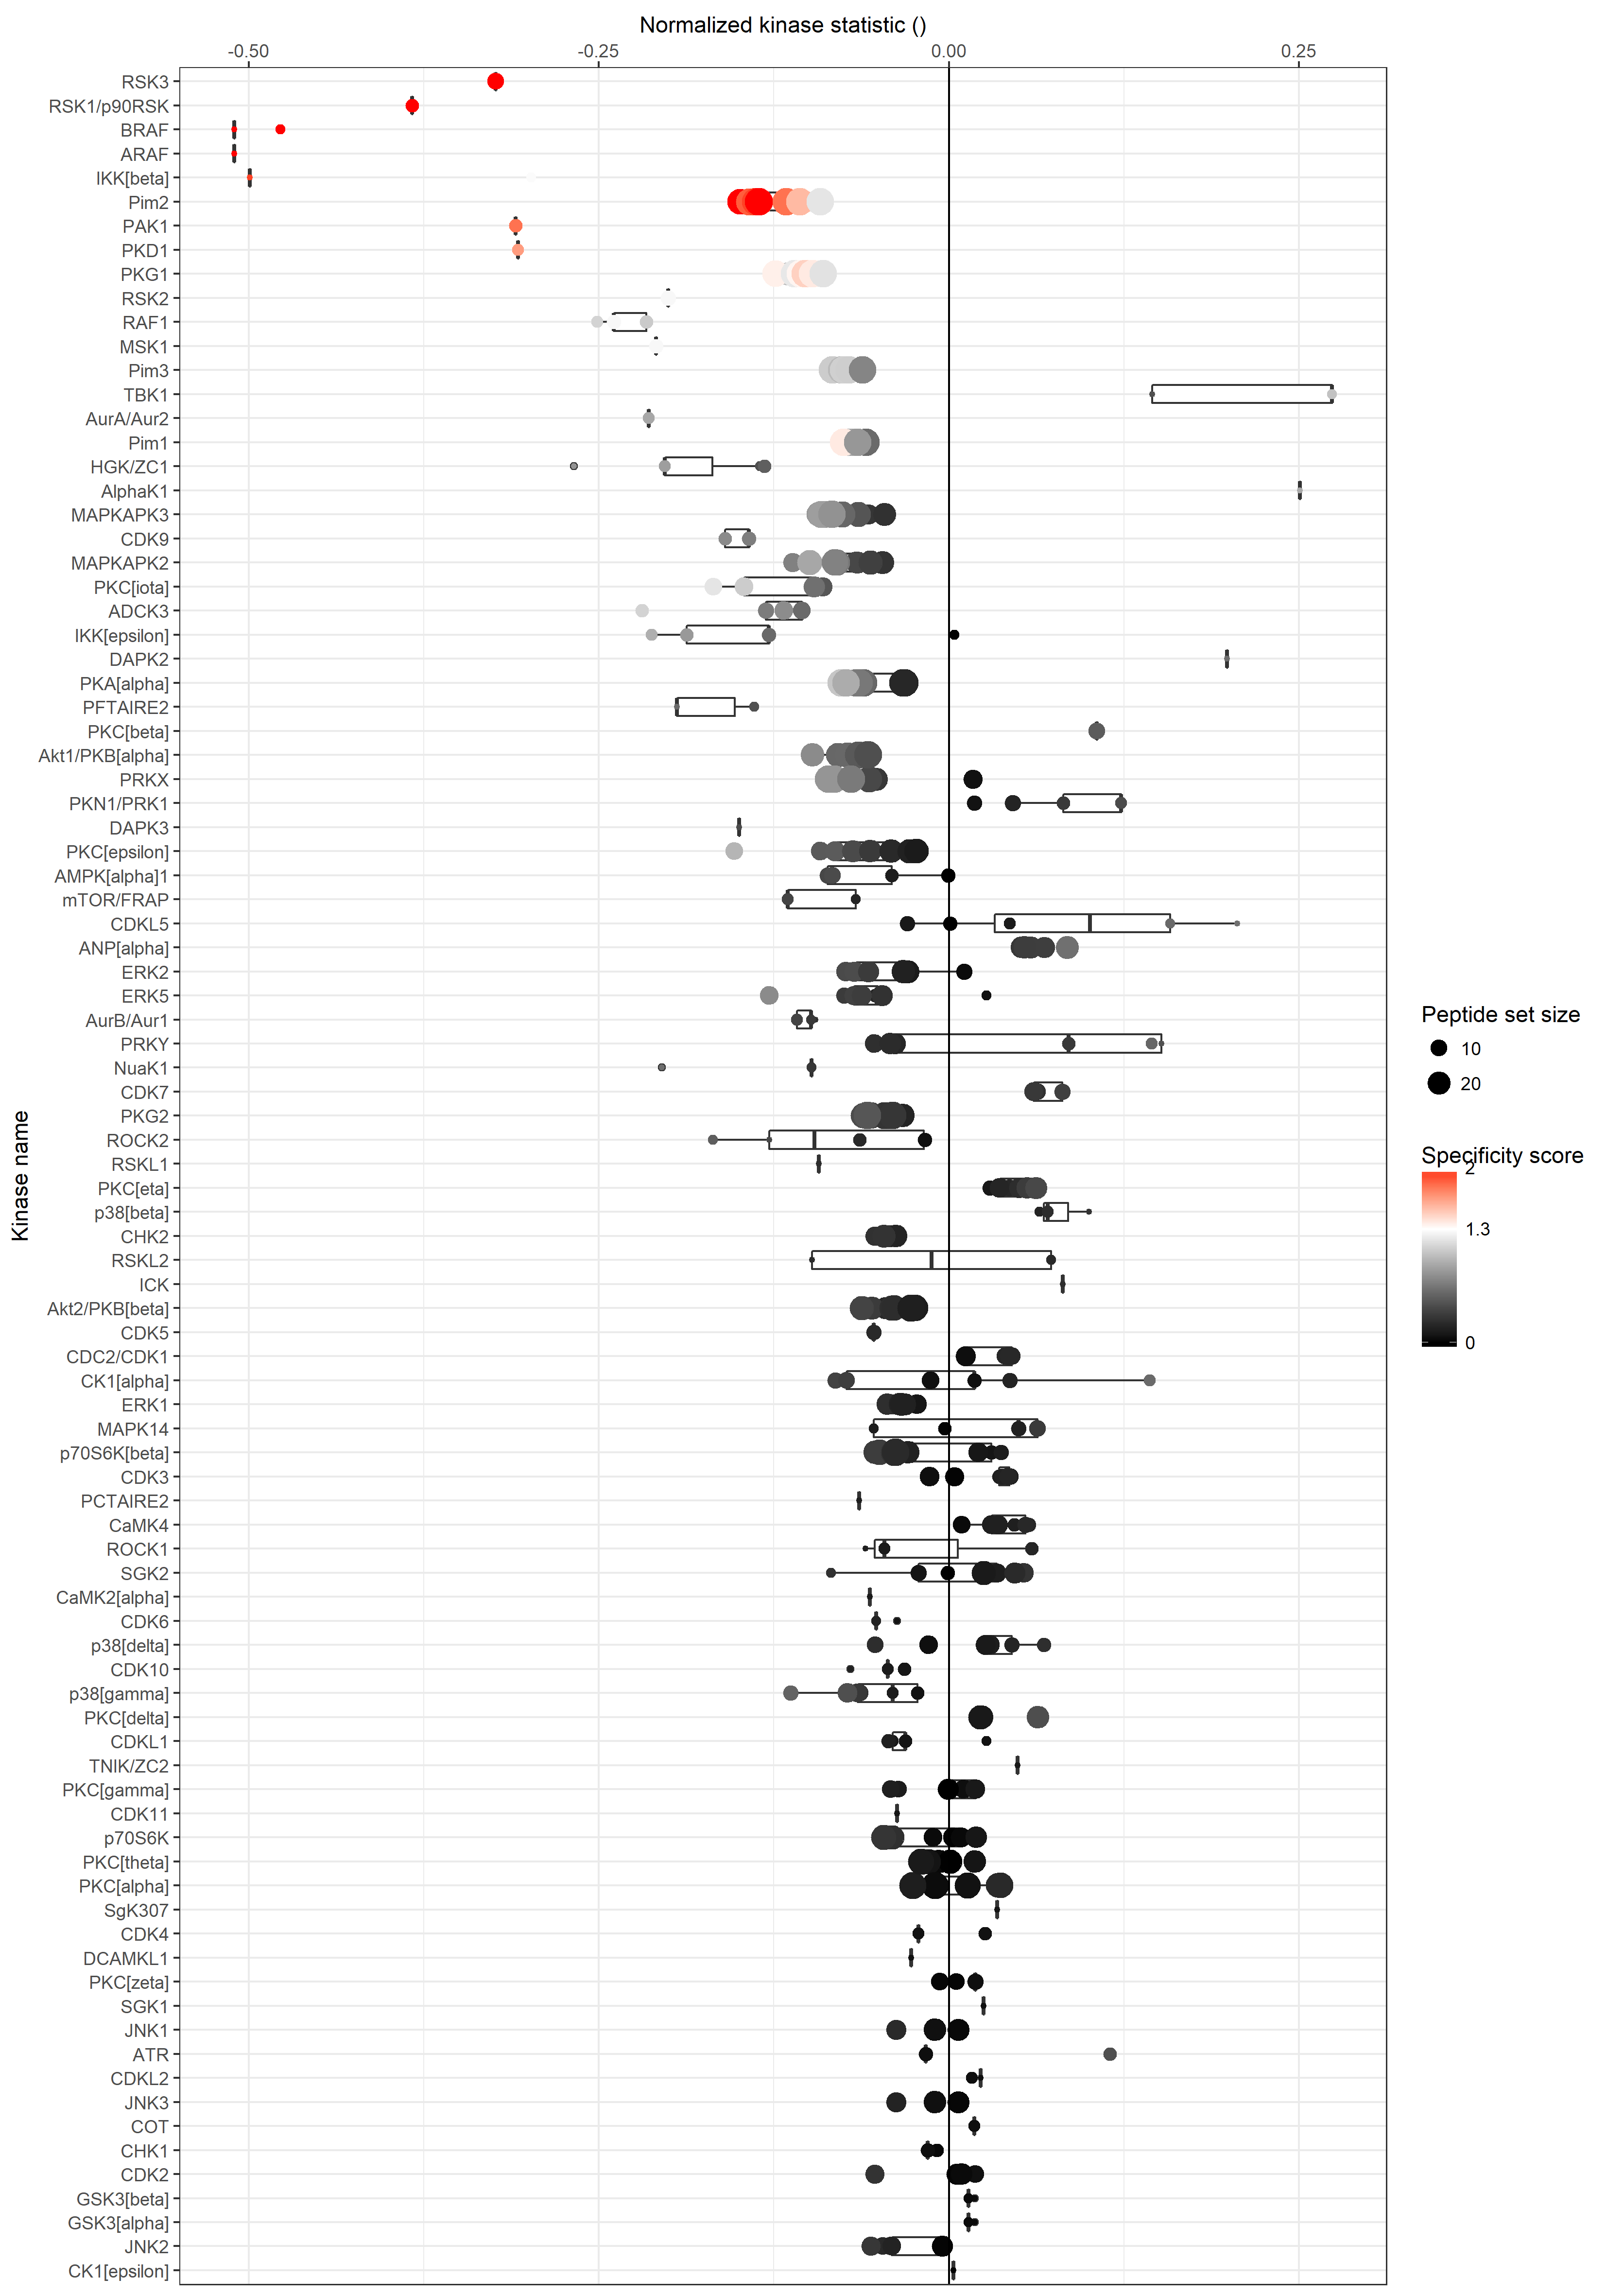 Normalized kinase statistic ()
-0.50
-0.25
0.00
0.25
RSK3
RSK1/p90RSK
BRAF
ARAF
IKK[beta]
Pim2
PAK1
PKD1
PKG1
RSK2
RAF1
MSK1
Pim3
TBK1
AurA/Aur2
Pim1
HGK/ZC1
AlphaK1
MAPKAPK3
CDK9
MAPKAPK2
PKC[iota]
ADCK3
IKK[epsilon]
DAPK2
PKA[alpha]
PFTAIRE2
PKC[beta]
Akt1/PKB[alpha]
PRKX
PKN1/PRK1
DAPK3
PKC[epsilon]
AMPK[alpha]1
mTOR/FRAP
CDKL5
ANP[alpha]
ERK2
ERK5
AurB/Aur1
PRKY
NuaK1
CDK7
PKG2
ROCK2
RSKL1
PKC[eta]
p38[beta]
CHK2
RSKL2
ICK
Akt2/PKB[beta]
CDK5
CDC2/CDK1
CK1[alpha]
ERK1
MAPK14
p70S6K[beta]
CDK3
PCTAIRE2
CaMK4
ROCK1
SGK2
CaMK2[alpha]
CDK6
p38[delta]
CDK10
p38[gamma]
PKC[delta]
CDKL1
TNIK/ZC2
PKC[gamma]
CDK11
p70S6K
PKC[theta]
PKC[alpha]
SgK307
CDK4
DCAMKL1
PKC[zeta]
SGK1
JNK1
ATR
CDKL2
JNK3
COT
CHK1
CDK2
GSK3[beta]
GSK3[alpha]
JNK2
CK1[epsilon]
Kinase name
Peptide set size
10
20
Specificity score
2
1.3
0